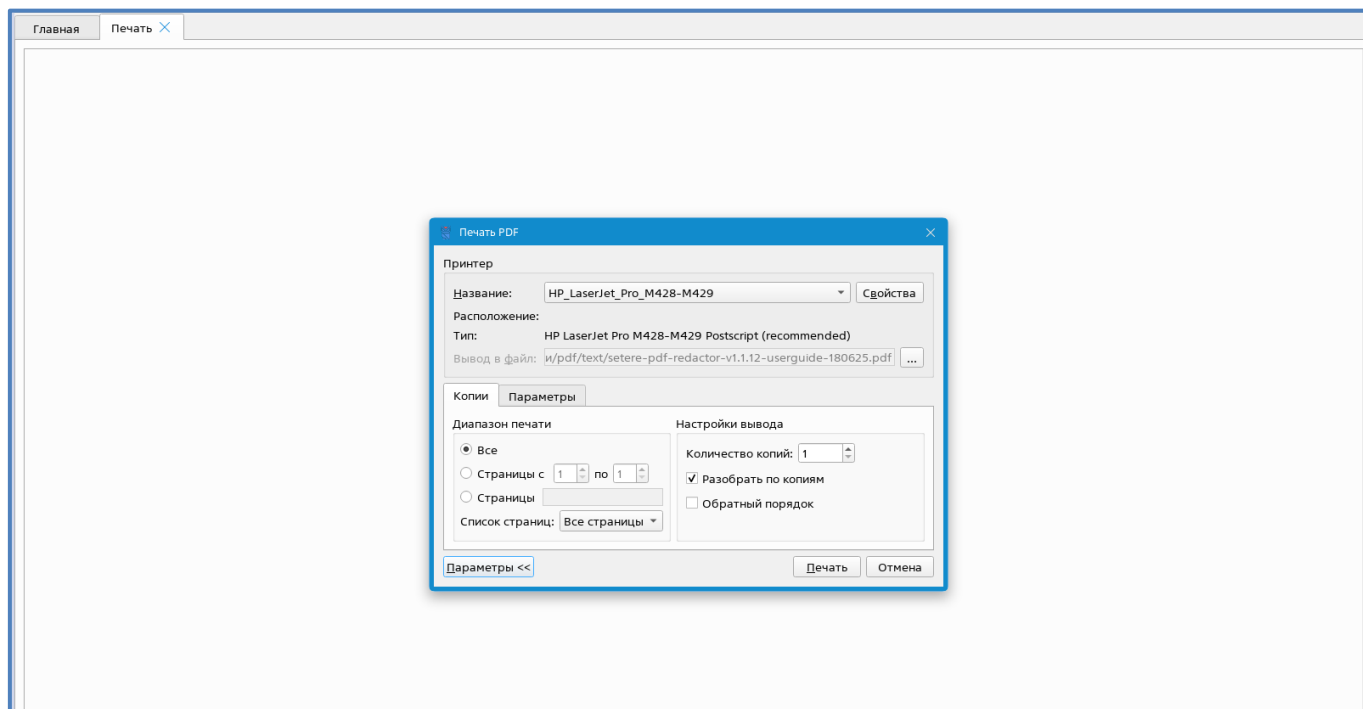 Главная Печать
Печать PDF
Принтер
Название: HP_LaserJet_Pro_M428-M429 Свойства
Расположение:
Тип: HP LaserJet Pro M428-M429 Postscript (recommended)
Вывод в файл: и/pdf/text/setere-pdf-redactor-v1.1.12-userguide-180625.pdf ...
Копии Параметры
Диапазон печати Настройки вывода
Все Количество копий: 1
Страницы с 1 по 1 Разобрать по копиям
Страницы Обратный порядок
Список страниц: Все страницы
Параметры << Печать Отмена